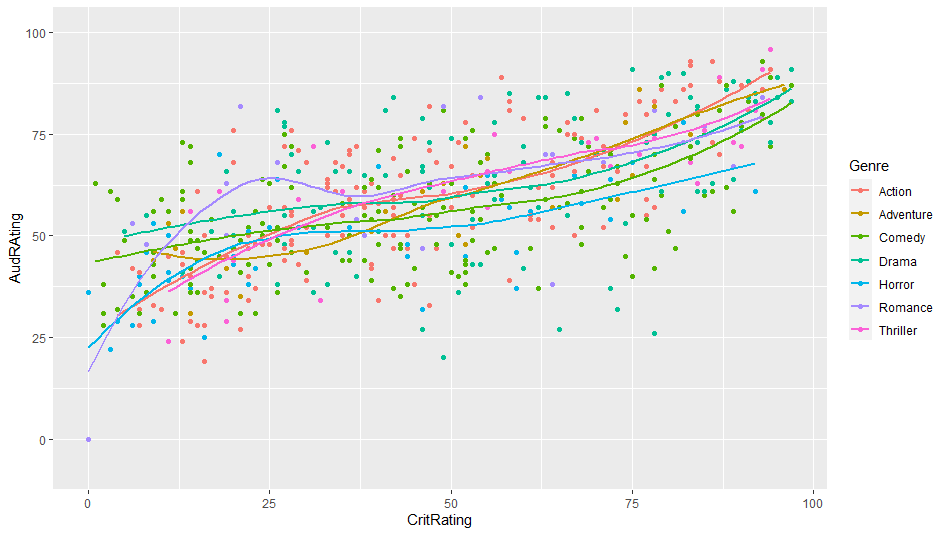 100
75
50
25
0
AudRAting
0
25
50
75
100
CritRating
Genre
Action
Adventure
Comedy
Drama
Horror
Romance
Thriller